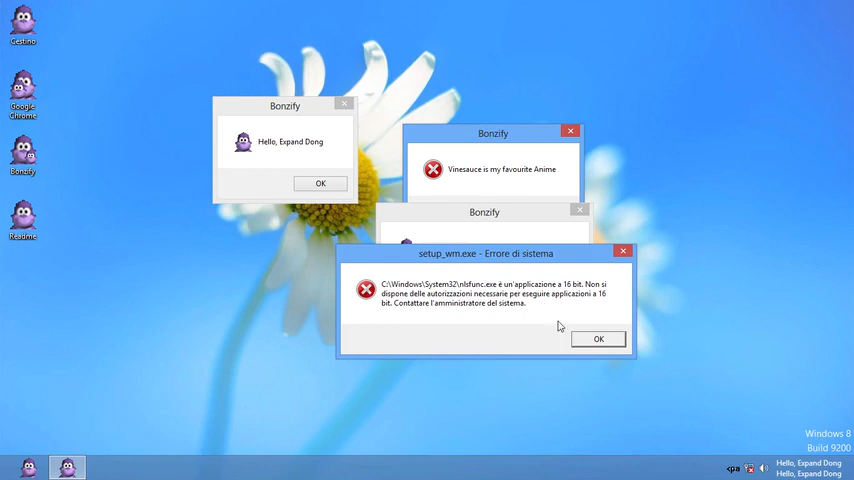 Cestino
Google
Chrome
Bonzify
Readme
Bonzify
Hello, Expand Dong
OK
Bonzify
Vinesauce is my favourite Anime
Bonzify
setup_wm.exe - Errore di sistema
C:\Windows\System32\nlsfunc.exe è un'applicazione a 16 bit. Non si
dispone delle autorizzazioni necessarie per eseguire applicazioni a 16
bit. Contattare l'amministratore del sistema.
OK
Windows 8
Build 9200
Hello, Expand Dong
Hello, Expand Dong